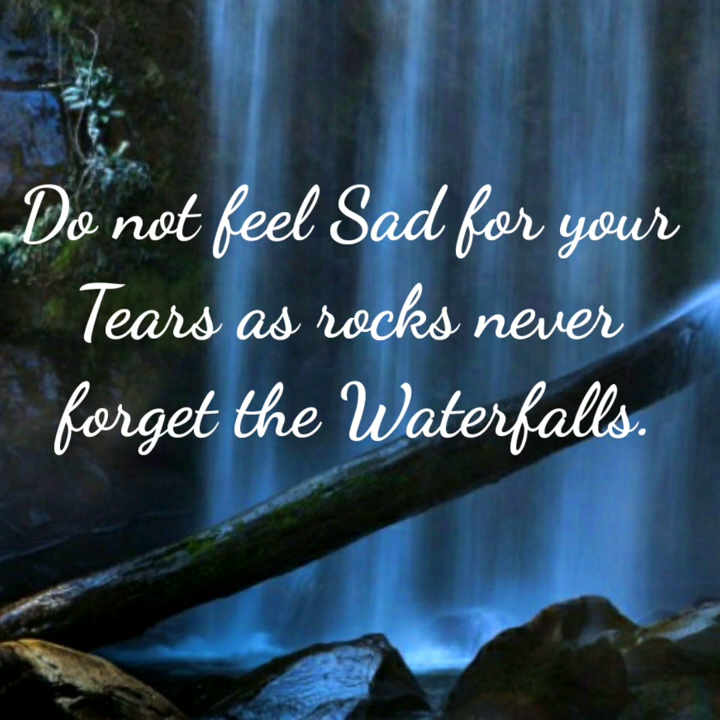 Do not feel Sad for your
Tears as rocks never
forget the Waterfalls.